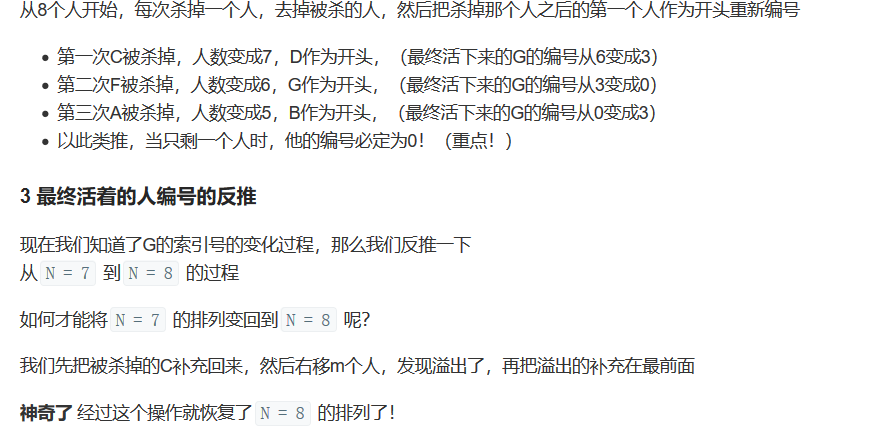 从8个人开始，每次杀掉一个人，去掉被杀的人，然后把杀掉那个人之后的第一个人作为开头重新编号
• 第一次C被杀掉，人数变成7，D作为开头，（最终活下来的G的编号从6变成3）
• 第二次F被杀掉，人数变成6，G作为开头，（最终活下来的G的编号从3变成0）
• 第三次A被杀掉，人数变成5，B作为开头，（最终活下来的G的编号从0变成3）
• 以此类推，当只剩一个人时，他的编号必定为0！（重点！）
3 最终活着的人编号的反推
现在我们知道了G的索引号的变化过程，那么我们反推一下
从 N = 7 到 N = 8 的过程
如何才能将 N = 7 的排列变回到 N = 8 呢？
我们先把被杀掉的C补充回来，然后右移m个人，发现溢出了，再把溢出的补充在最前面
神奇了 经过这个操作就恢复了 N = 8 的排列了！